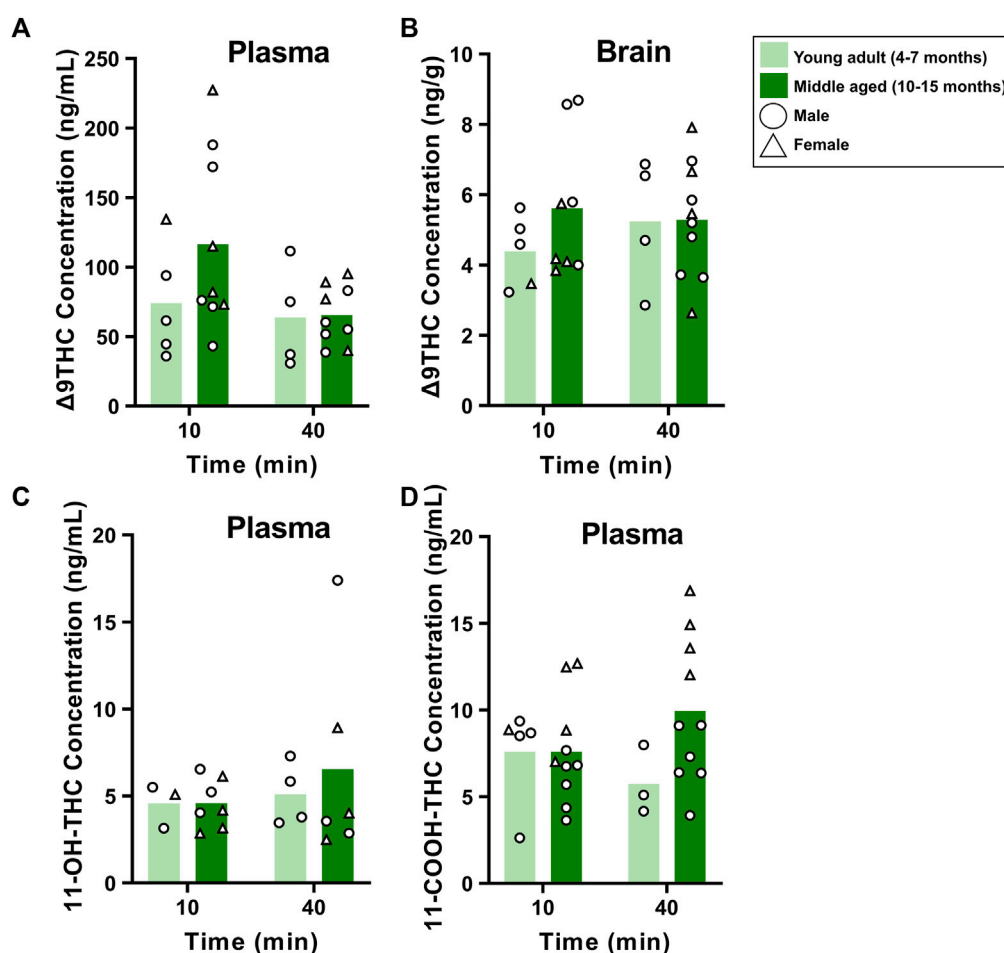 A
Plasma
Δ9THC Concentration (ng/mL)
250
200
150
100
50
0
10
40
Time (min)
B
Brain
Δ9THC Concentration (ng/g)
10
8
6
4
2
0
10
40
Time (min)
Young adult (4-7 months)
Middle aged (10-15 months)
Male
Female
C
Plasma
11-OH-THC Concentration (ng/mL)
20
15
10
5
0
10
40
Time (min)
D
Plasma
11-COOH-THC Concentration (ng/mL)
20
15
10
5
0
10
40
Time (min)